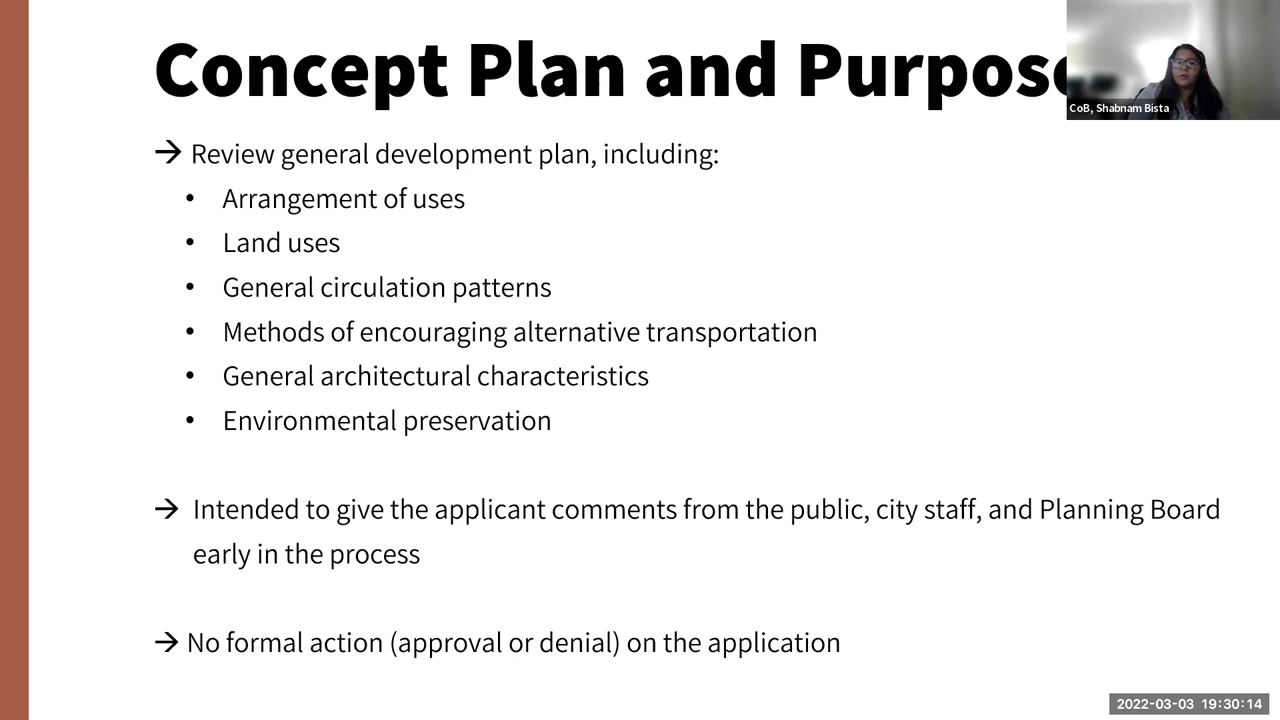 Concept Plan and Purpose
CoB, Shabnam Bista
→ Review general development plan, including:
• Arrangement of uses
• Land uses
• General circulation patterns
• Methods of encouraging alternative transportation
• General architectural characteristics
• Environmental preservation
→ Intended to give the applicant comments from the public, city staff, and Planning Board
early in the process
→ No formal action (approval or denial) on the application
2022-03-03 19:30:14